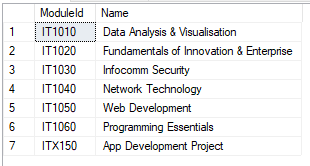 ModuleId Name
1 IT1010 Data Analysis & Visualisation
2 IT1020 Fundamentals of Innovation & Enterprise
3 IT1030 Infocomm Security
4 IT1040 Network Technology
5 IT1050 Web Development
6 IT1060 Programming Essentials
7 ITX150 App Development Project